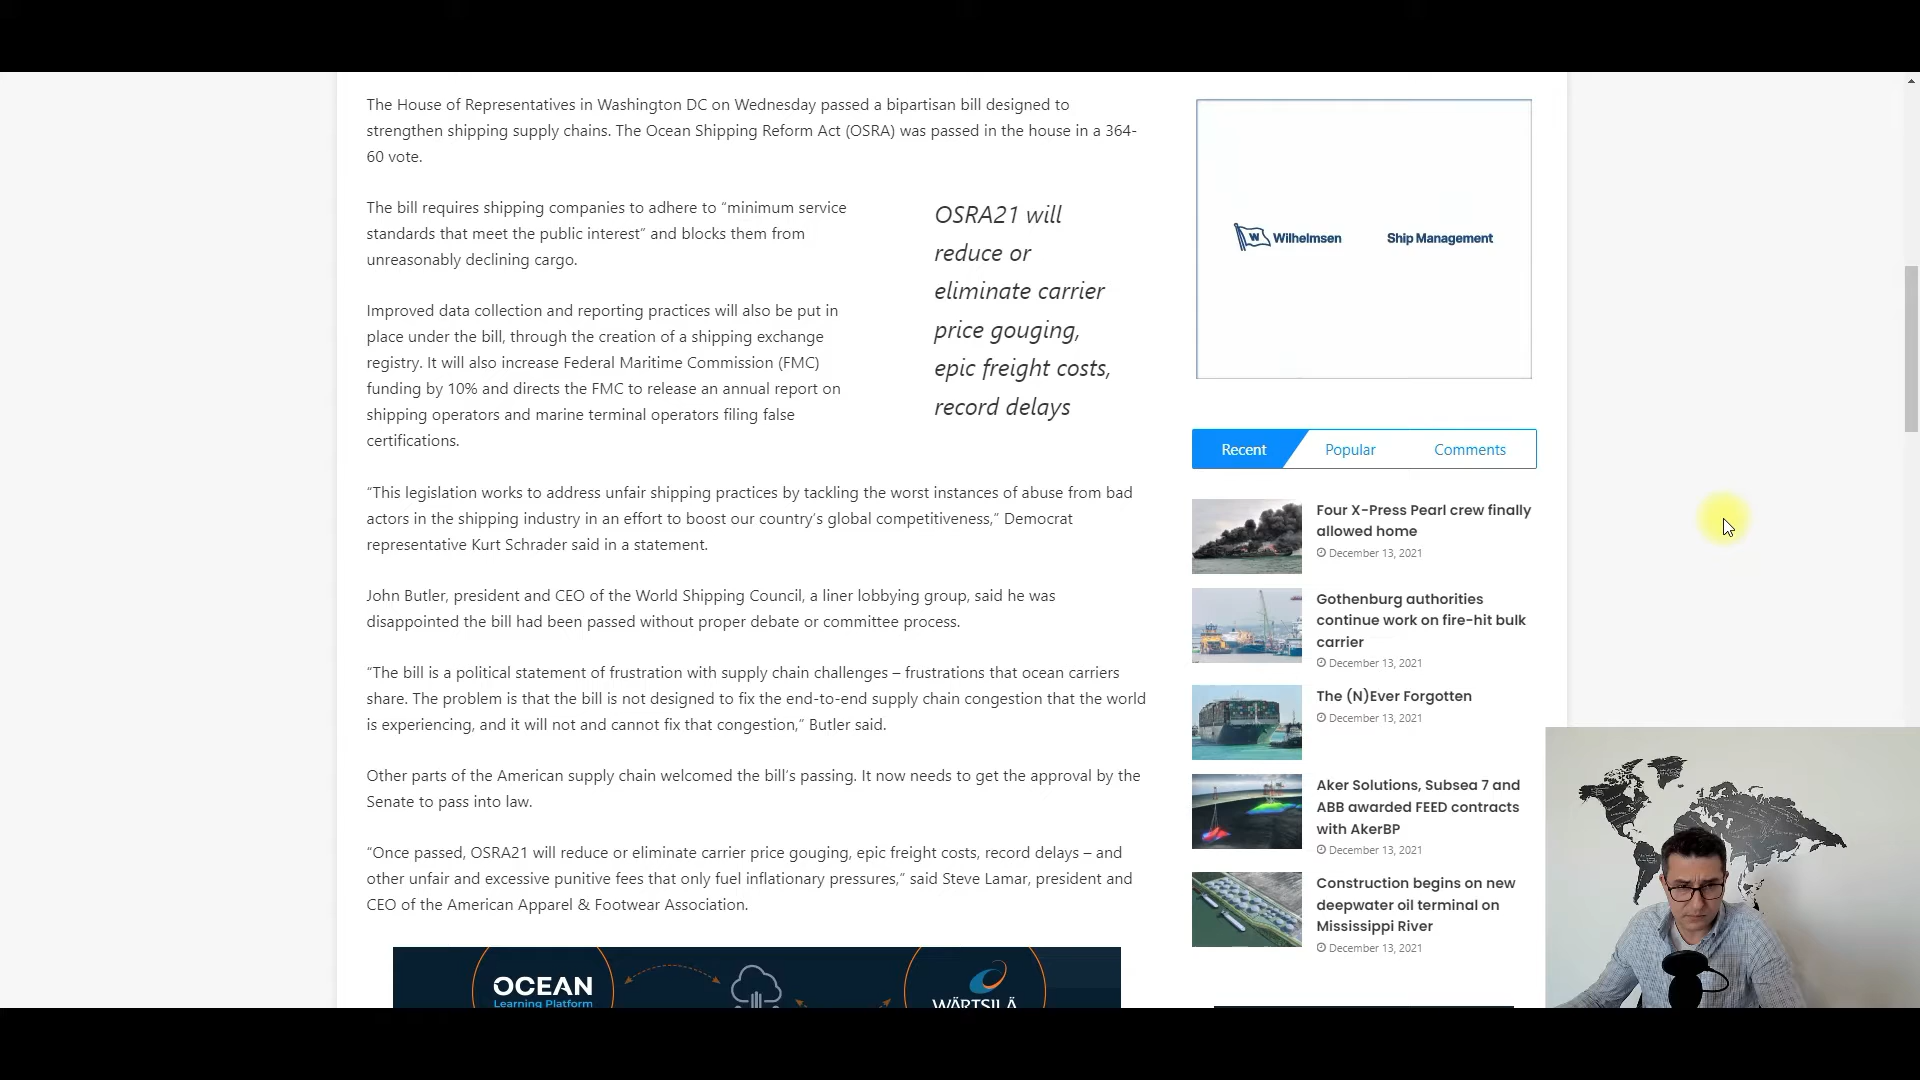 The House of Representatives in Washington DC on Wednesday passed a bipartisan bill designed to
strengthen shipping supply chains. The Ocean Shipping Reform Act (OSRA) was passed in the house in a 364-
60 vote.
The bill requires shipping companies to adhere to “minimum service
standards that meet the public interest” and blocks them from
unreasonably declining cargo.
Improved data collection and reporting practices will also be put in
place under the bill, through the creation of a shipping exchange
registry. It will also increase Federal Maritime Commission (FMC)
funding by 10% and directs the FMC to release an annual report on
shipping operators and marine terminal operators filing false
certifications.
OSRA21 will
reduce or
eliminate carrier
price gouging,
epic freight costs,
record delays
“This legislation works to address unfair shipping practices by tackling the worst instances of abuse from bad
actors in the shipping industry in an effort to boost our country’s global competitiveness,” Democrat
representative Kurt Schrader said in a statement.
John Butler, president and CEO of the World Shipping Council, a liner lobbying group, said he was
disappointed the bill had been passed without proper debate or committee process.
“The bill is a political statement of frustration with supply chain challenges – frustrations that ocean carriers
share. The problem is that the bill is not designed to fix the end-to-end supply chain congestion that the world
is experiencing, and it will not and cannot fix that congestion,” Butler said.
Other parts of the American supply chain welcomed the bill’s passing. It now needs to get the approval by the
Senate to pass into law.
“Once passed, OSRA21 will reduce or eliminate carrier price gouging, epic freight costs, record delays – and
other unfair and excessive punitive fees that only fuel inflationary pressures,” said Steve Lamar, president and
CEO of the American Apparel & Footwear Association.
OCEAN
Learning Platform
WÄRTSILÄ
W Wilhelmsen Ship Management
Recent Popular Comments
Four X-Press Pearl crew finally
allowed home
December 13, 2021
Gothenburg authorities
continue work on fire-hit bulk
carrier
December 13, 2021
The (N)Ever Forgotten
December 13, 2021
Aker Solutions, Subsea 7 and
ABB awarded FEED contracts
with AkerBP
December 13, 2021
Construction begins on new
deepwater oil terminal on
Mississippi River
December 13, 2021